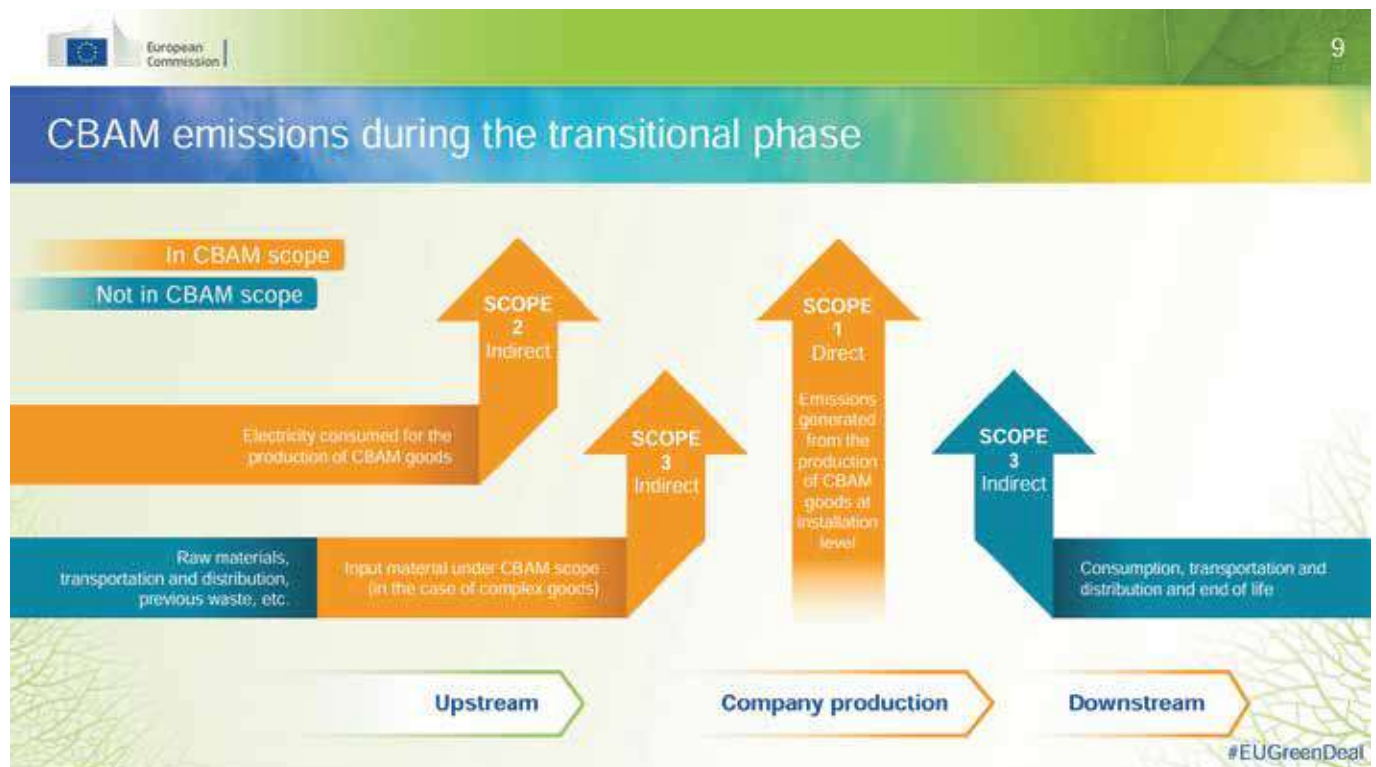 European
Commission
9
CBAM emissions during the transitional phase
In CBAM scope
Not in CBAM scope
SCOPE
2
Indirect
Electricity consumed for the
production of CBAM goods
SCOPE
3
Indirect
Raw materials,
transportation and distribution,
previous waste, etc.
Input material under CBAM scope
(in the case of complex goods)
SCOPE
1
Direct
Emissions
generated
from the
production
of CBAM
goods at
installation
level
SCOPE
3
Indirect
Consumption, transportation and
distribution and end of life
Upstream
Company production
Downstream
#EUGreenDeal